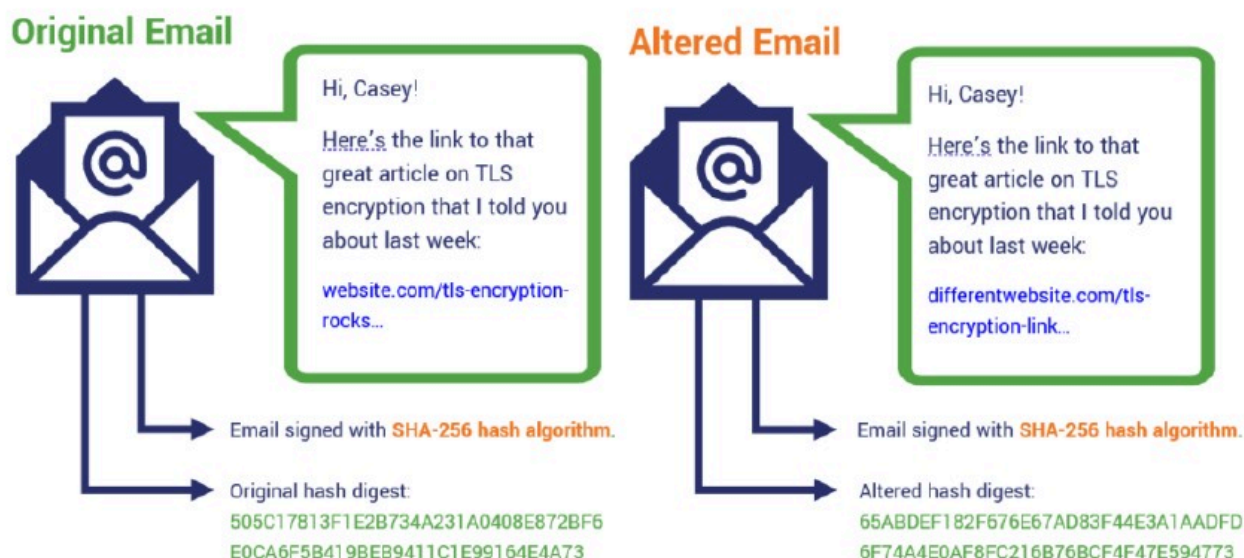 Original Email
Hi, Casey!
Here's the link to that
great article on TLS
encryption that I told you
about last week:
website.com/tls-encryption-
rocks...
Email signed with SHA-256 hash algorithm.
Original hash digest:
505C17813F1E2B734A231A0408E872BF6
E0CA6F5B419BEB9411C1E99164E4A73
Altered Email
Hi, Casey!
Here's the link to that
great article on TLS
encryption that I told you
about last week:
differentwebsite.com/tls-
encryption-link...
Email signed with SHA-256 hash algorithm.
Altered hash digest:
65ABDEF182F676E67AD83F44E3A1AADFD
6F74A4E0AF8FC216B76BCF4F47E594773